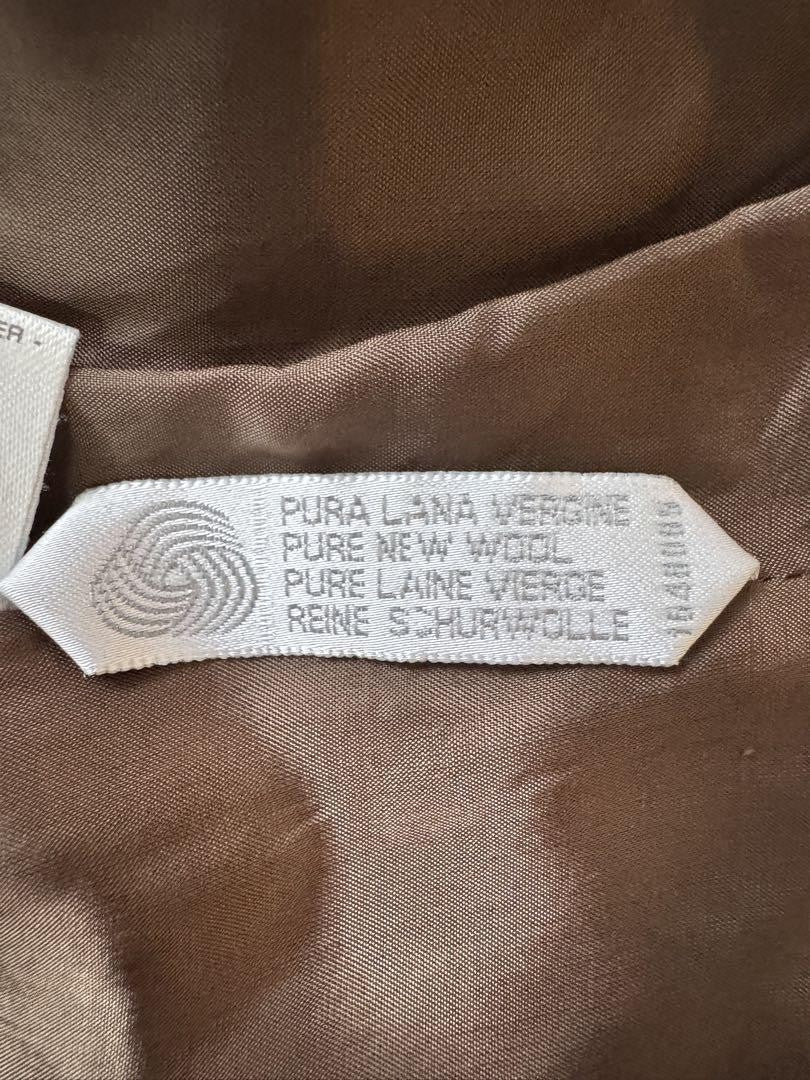 PURA LANA VERGINE
PURE NEW WOOL
PURE LAINE VIERGE
REINE SCHURWOLLE